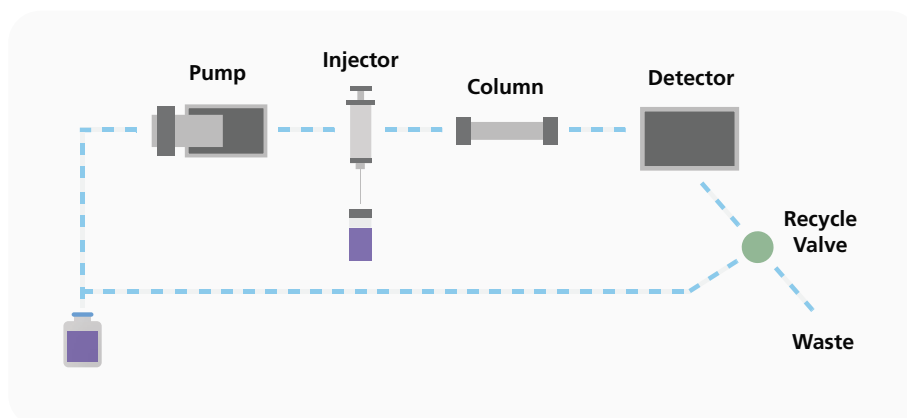 Pump
Injector
Column
Detector
Recycle
Valve
Waste